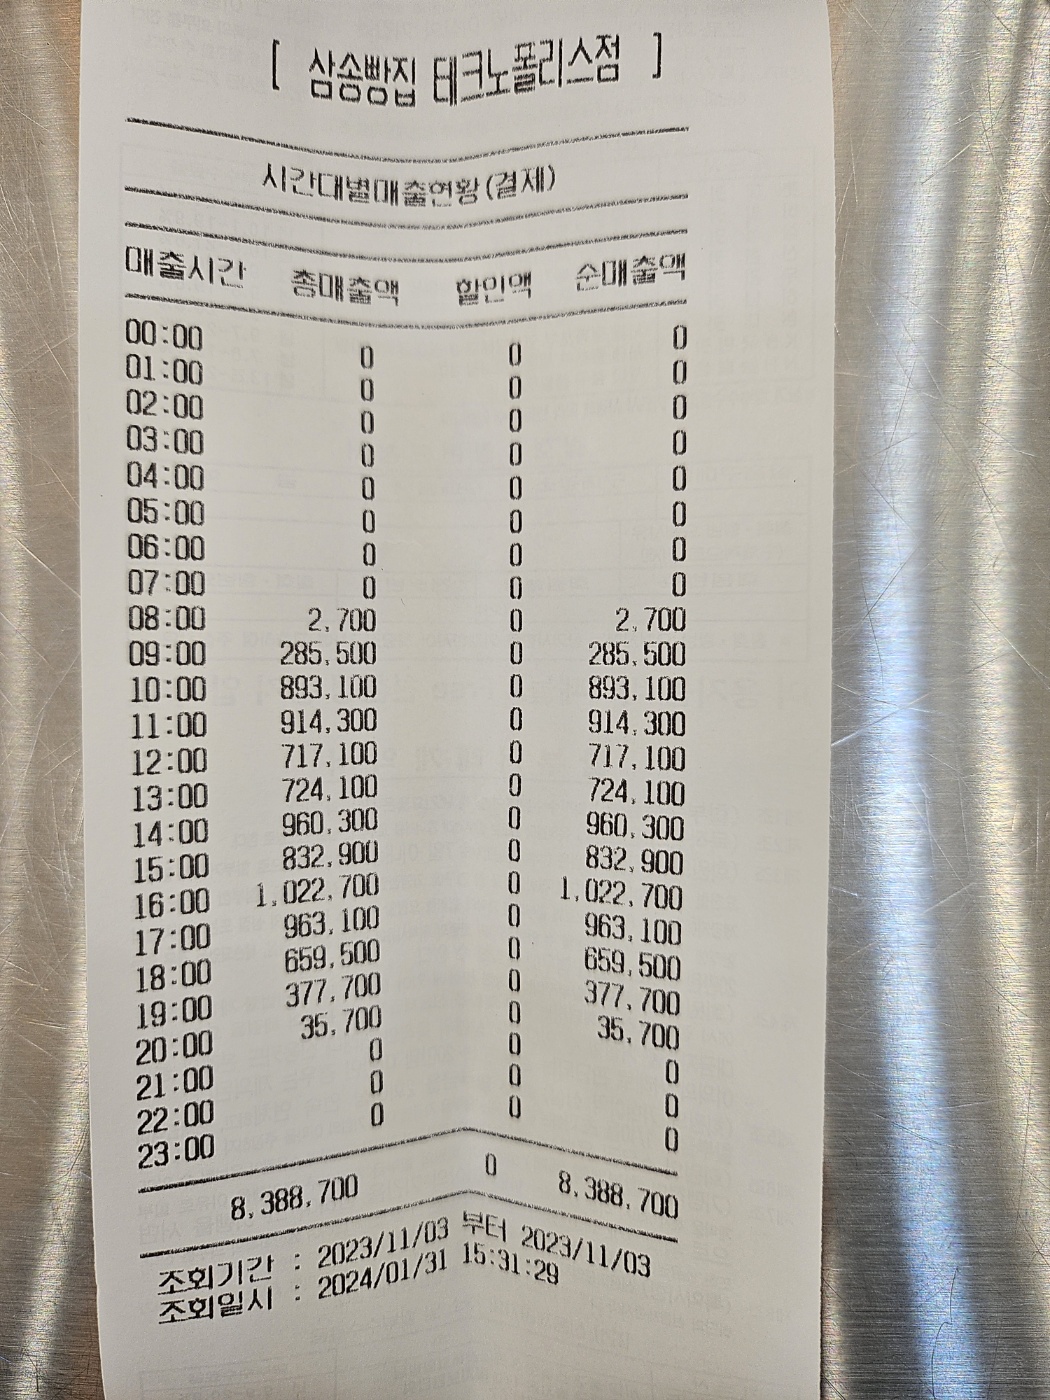 [ 삼송빵집 테크노폴리스점 ]
시간대별매출현황(결제)
매출시간 총매출액 할인액 순매출액
00:00 0 0 0
01:00 0 0 0
02:00 0 0 0
03:00 0 0 0
04:00 0 0 0
05:00 0 0 0
06:00 0 0 0
07:00 0 0 0
08:00 2,700 0 2,700
09:00 285,500 0 285,500
10:00 893,100 0 893,100
11:00 914,300 0 914,300
12:00 717,100 0 717,100
13:00 724,100 0 724,100
14:00 960,300 0 960,300
15:00 832,900 0 832,900
16:00 1,022,700 0 1,022,700
17:00 963,100 0 963,100
18:00 659,500 0 659,500
19:00 377,700 0 377,700
20:00 35,700 0 35,700
21:00 0 0 0
22:00 0 0 0
23:00 0 0 0
8,388,700 0 8,388,700
조회기간 : 2023/11/03 부터 2023/11/03
조회일시 : 2024/01/31 15:31:29